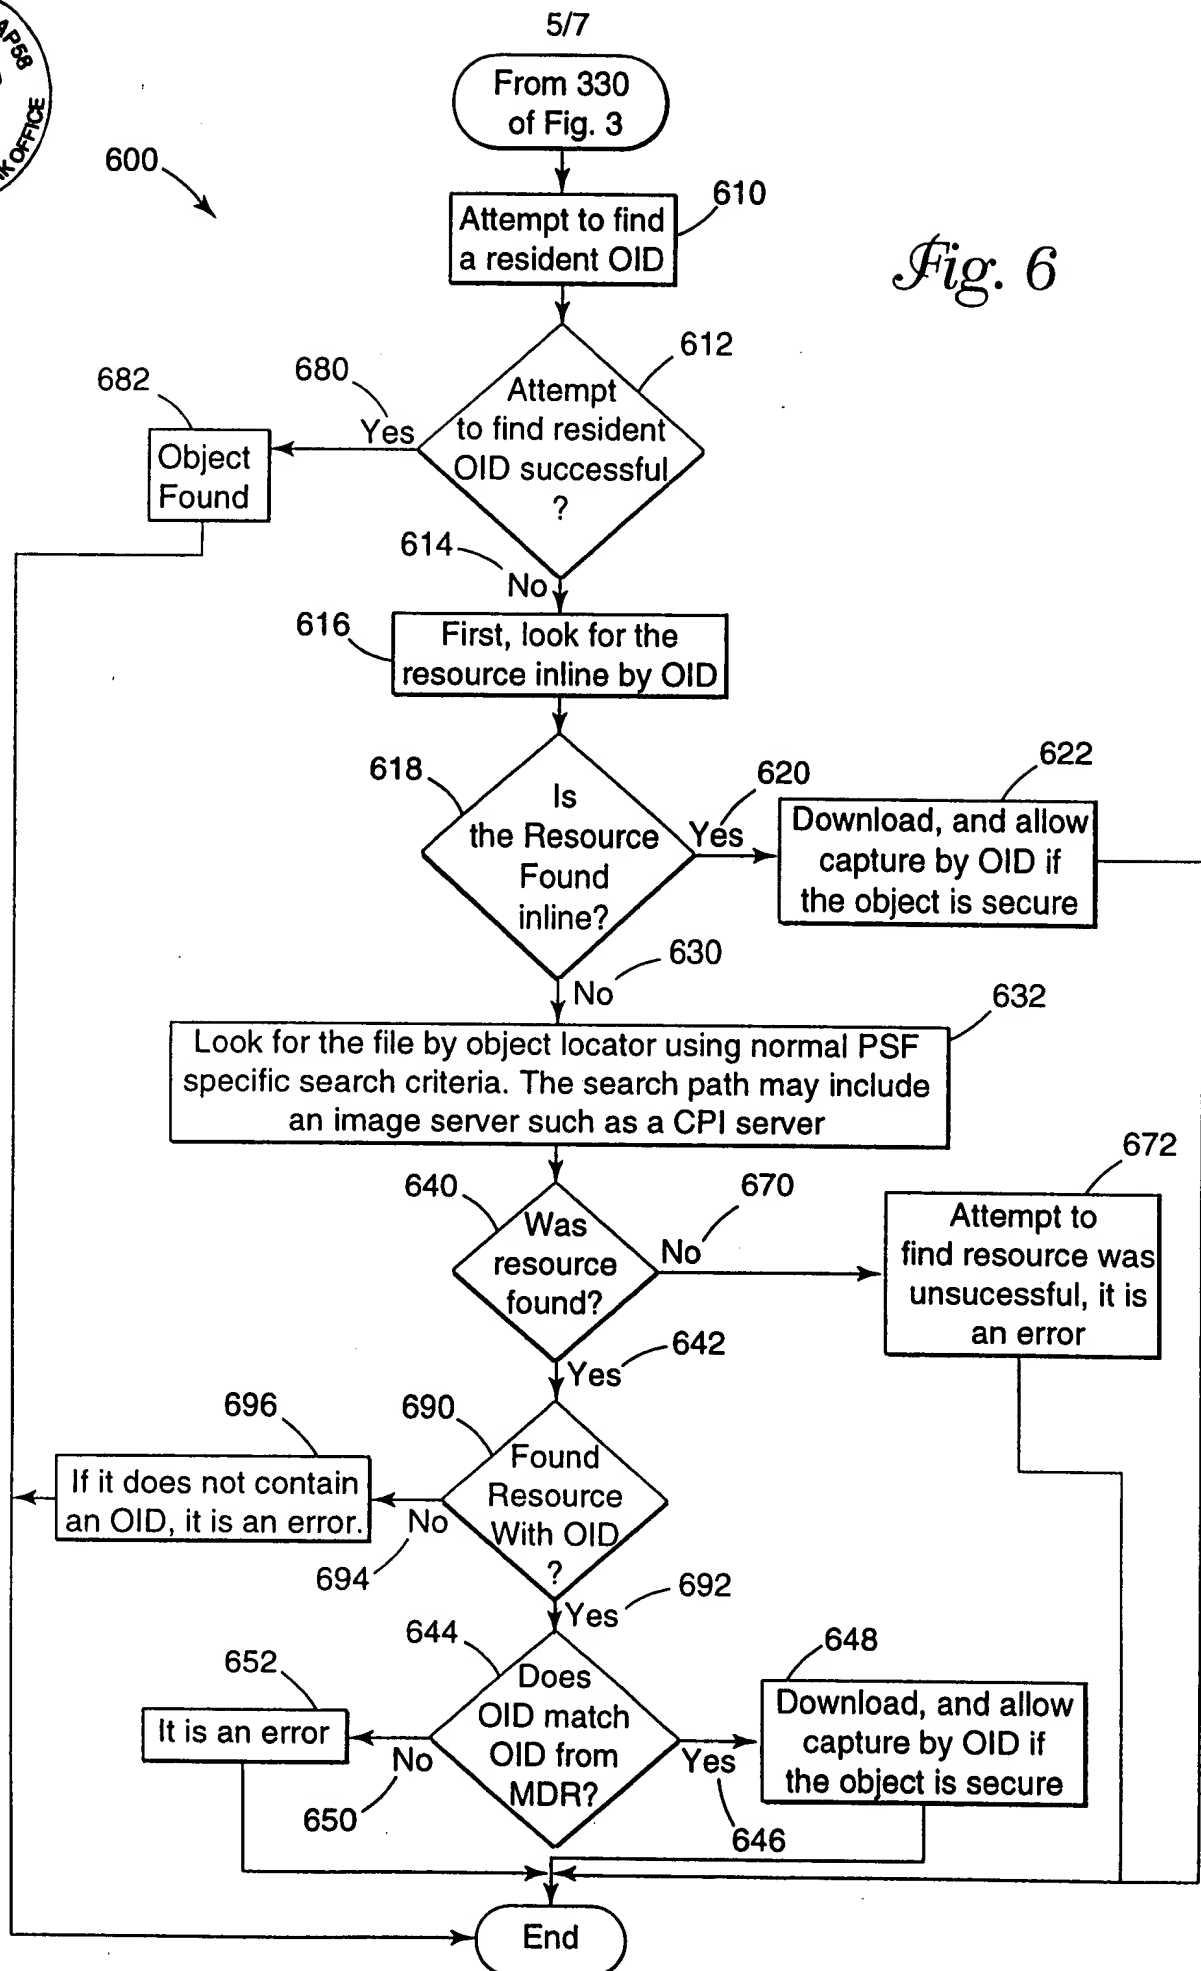 5/7
AP58
K OFFICE
From 330
of Fig. 3
600
610
Attempt to find
a resident OID
Fig. 6
612
680
682
Attempt
to find resident
OID successful
?
Yes
Object
Found
614
No
616
First, look for the
resource inline by OID
618
620
622
Is
the Resource
Found
inline?
Yes
Download, and allow
capture by OID if
the object is secure
630
No
632
Look for the file by object locator using normal PSF
specific search criteria. The search path may include
an image server such as a CPI server
640
670
672
Was
resource
found?
No
Attempt to
find resource was
unsucessful, it is
an error
642
Yes
696
690
Found
Resource
With OID
?
If it does not contain
an OID, it is an error.
No
694
692
Yes
644
648
652
Does
OID match
OID from
MDR?
It is an error
No
650
Yes
646
Download, and allow
capture by OID if
the object is secure
End